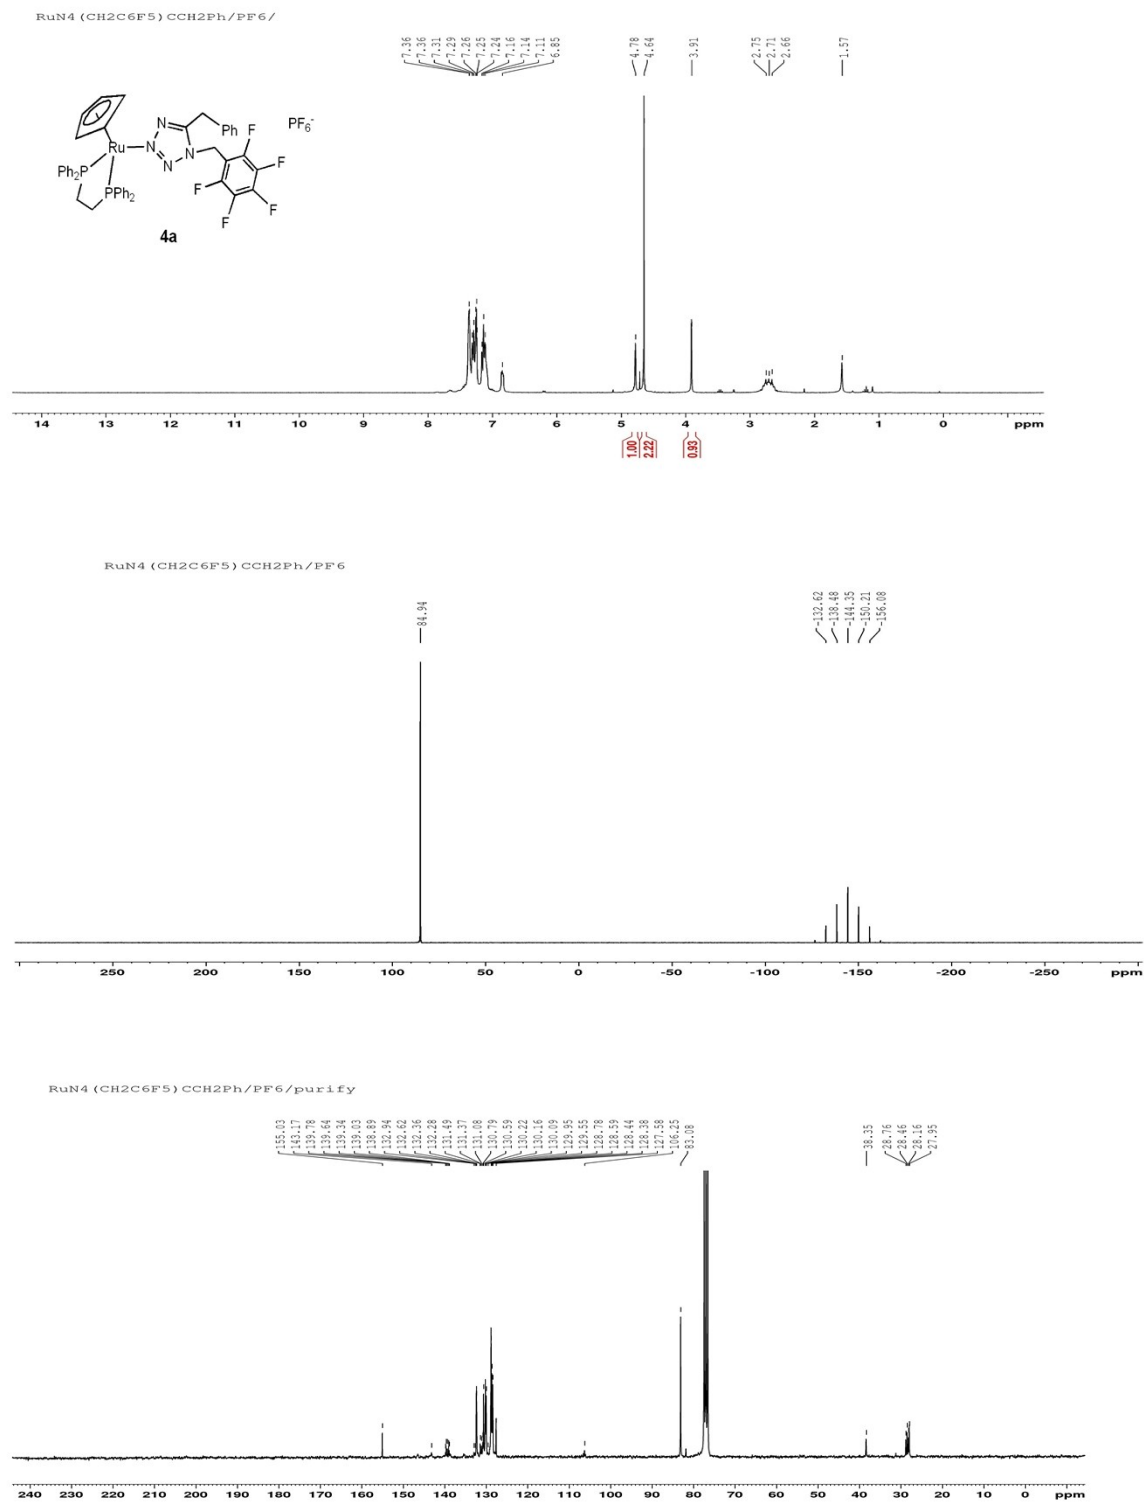 RuN4(CH2C6F5)CCH2Ph/PF6/
7.36
7.36
7.31
7.29
7.26
7.25
7.24
7.16
7.14
7.11
6.85
4.78
4.64
3.91
2.75
2.71
2.66
1.57
N
N
N
N
Ph
F
F
F
F
F
PF6-
Ru
Ph2P
PPh2
4a
14 13 12 11 10 9 8 7 6 5 4 3 2 1 0 ppm
1.00
2.22
0.93
RuN4(CH2C6F5)CCH2Ph/PF6
84.94
-132.62
-138.48
-144.35
-150.21
-156.08
250 200 150 100 50 0 -50 -100 -150 -200 -250 ppm
RuN4(CH2C6F5)CCH2Ph/PF6/purify
155.03
143.17
139.78
139.64
139.34
139.03
138.89
132.94
132.62
132.36
132.28
131.49
131.37
131.08
130.79
130.59
130.22
130.16
130.09
129.95
129.55
128.78
128.59
128.44
128.38
127.58
106.25
83.08
38.35
28.76
28.46
28.16
27.95
240 230 220 210 200 190 180 170 160 150 140 130 120 110 100 90 80 70 60 50 40 30 20 10 0 ppm